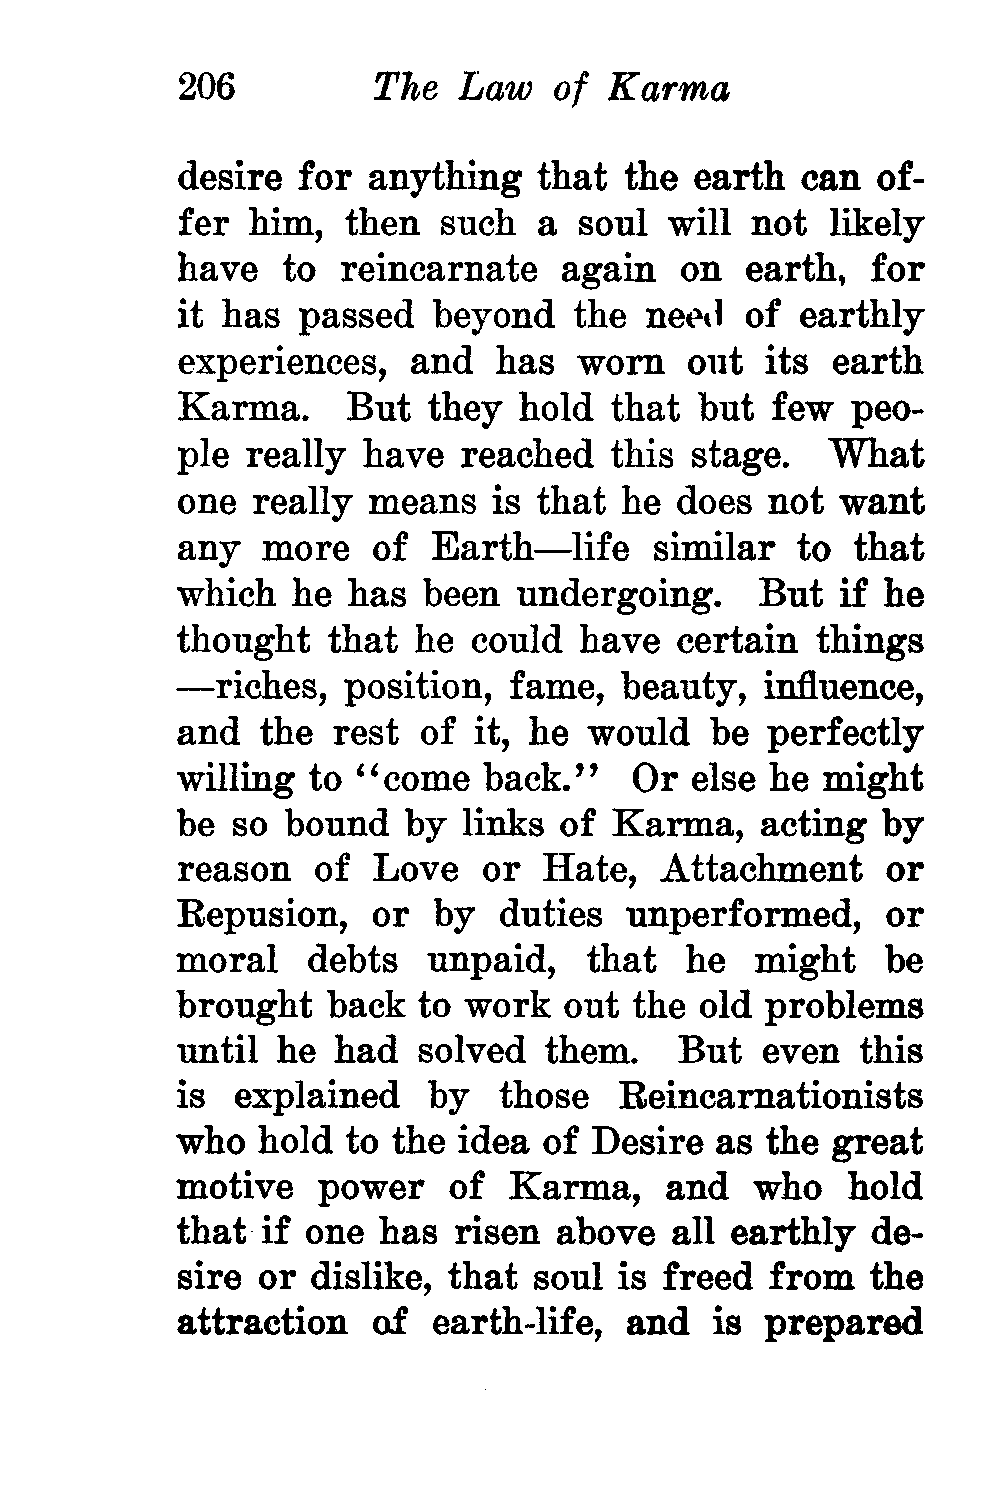 206 The Law of Karma
desire for anything that the earth can of-
fer him, then such a soul will not likely
have to reincarnate again on earth, for
it has passed beyond the need of earthly
experiences, and has worn out its earth
Karma. But they hold that but few peo-
ple really have reached this stage. What
one really means is that he does not want
any more of Earth—life similar to that
which he has been undergoing. But if he
thought that he could have certain things
—riches, position, fame, beauty, influence,
and the rest of it, he would be perfectly
willing to "come back." Or else he might
be so bound by links of Karma, acting by
reason of Love or Hate, Attachment or
Repusion, or by duties unperformed, or
moral debts unpaid, that he might be
brought back to work out the old problems
until he had solved them. But even this
is explained by those Reincarnationists
who hold to the idea of Desire as the great
motive power of Karma, and who hold
that if one has risen above all earthly de-
sire or dislike, that soul is freed from the
attraction of earth-life, and is prepared